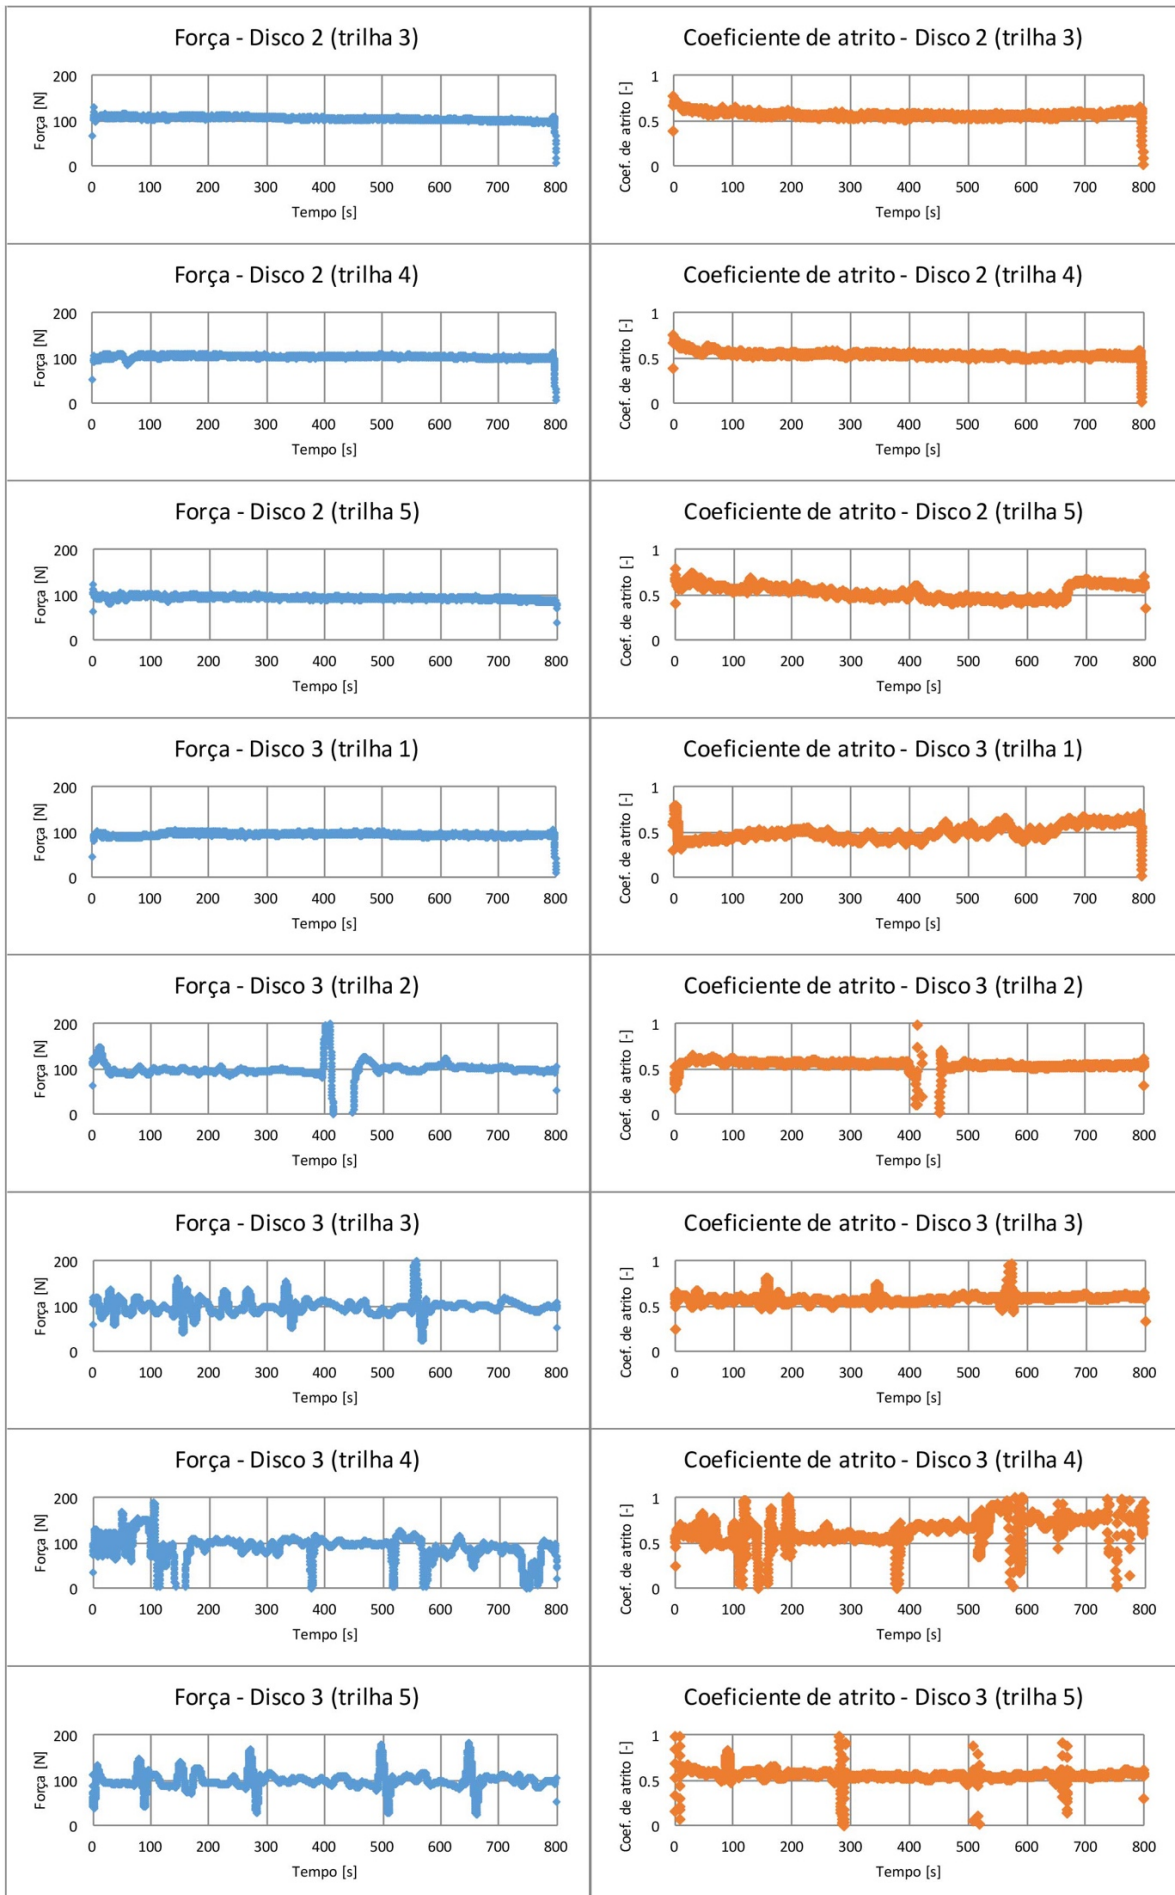 Força - Disco 2 (trilha 3)
Força [N]
200
100
0
0 100 200 300 400 500 600 700 800
Tempo [s]
Coeficiente de atrito - Disco 2 (trilha 3)
Coef. de atrito [-]
1
0.5
0
0 100 200 300 400 500 600 700 800
Tempo [s]
Força - Disco 2 (trilha 4)
Força [N]
200
100
0
0 100 200 300 400 500 600 700 800
Tempo [s]
Coeficiente de atrito - Disco 2 (trilha 4)
Coef. de atrito [-]
1
0.5
0
0 100 200 300 400 500 600 700 800
Tempo [s]
Força - Disco 2 (trilha 5)
Força [N]
200
100
0
0 100 200 300 400 500 600 700 800
Tempo [s]
Coeficiente de atrito - Disco 2 (trilha 5)
Coef. de atrito [-]
1
0.5
0
0 100 200 300 400 500 600 700 800
Tempo [s]
Força - Disco 3 (trilha 1)
Força [N]
200
100
0
0 100 200 300 400 500 600 700 800
Tempo [s]
Coeficiente de atrito - Disco 3 (trilha 1)
Coef. de atrito [-]
1
0.5
0
0 100 200 300 400 500 600 700 800
Tempo [s]
Força - Disco 3 (trilha 2)
Força [N]
200
100
0
0 100 200 300 400 500 600 700 800
Tempo [s]
Coeficiente de atrito - Disco 3 (trilha 2)
Coef. de atrito [-]
1
0.5
0
0 100 200 300 400 500 600 700 800
Tempo [s]
Força - Disco 3 (trilha 3)
Força [N]
200
100
0
0 100 200 300 400 500 600 700 800
Tempo [s]
Coeficiente de atrito - Disco 3 (trilha 3)
Coef. de atrito [-]
1
0.5
0
0 100 200 300 400 500 600 700 800
Tempo [s]
Força - Disco 3 (trilha 4)
Força [N]
200
100
0
0 100 200 300 400 500 600 700 800
Tempo [s]
Coeficiente de atrito - Disco 3 (trilha 4)
Coef. de atrito [-]
1
0.5
0
0 100 200 300 400 500 600 700 800
Tempo [s]
Força - Disco 3 (trilha 5)
Força [N]
200
100
0
0 100 200 300 400 500 600 700 800
Tempo [s]
Coeficiente de atrito - Disco 3 (trilha 5)
Coef. de atrito [-]
1
0.5
0
0 100 200 300 400 500 600 700 800
Tempo [s]